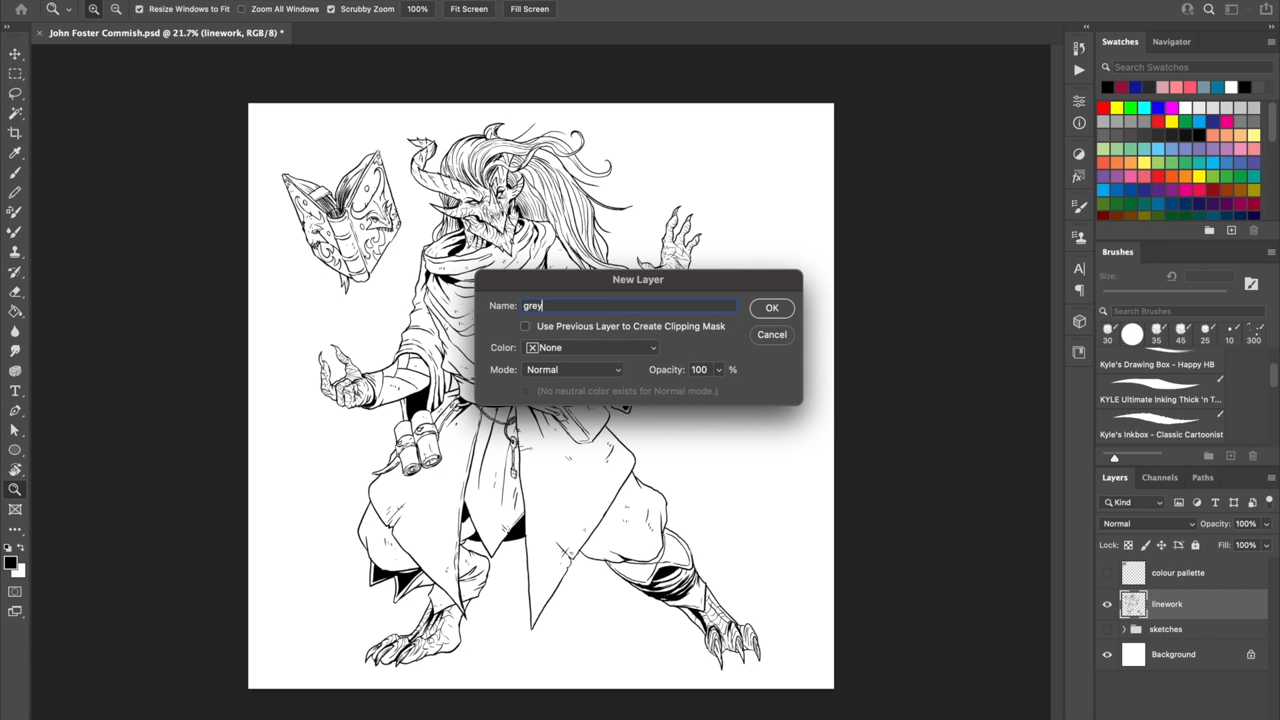 Resize Windows to Fit
Zoom All Windows
Scrubby Zoom
100%
Fit Screen
Fill Screen
John Foster Commish.psd @ 21.7% (linework, RGB/8) *
Swatches
Navigator
Search Swatches
New Layer
Name: grey
OK
Use Previous Layer to Create Clipping Mask
Cancel
Color: None
Mode: Normal
Opacity: 100 %
(No neutral color exists for Normal mode.)
Brushes
Size:
Search Brushes
30 35 45 25 10 300
Kyle's Drawing Box - Happy HB
KYLE Ultimate Inking Thick 'n T...
Kyle's Inkbox - Classic Cartoonist
Layers
Channels
Paths
Kind
Normal
Opacity: 100%
Lock:
Fill: 100%
colour pallette
linework
sketches
Background